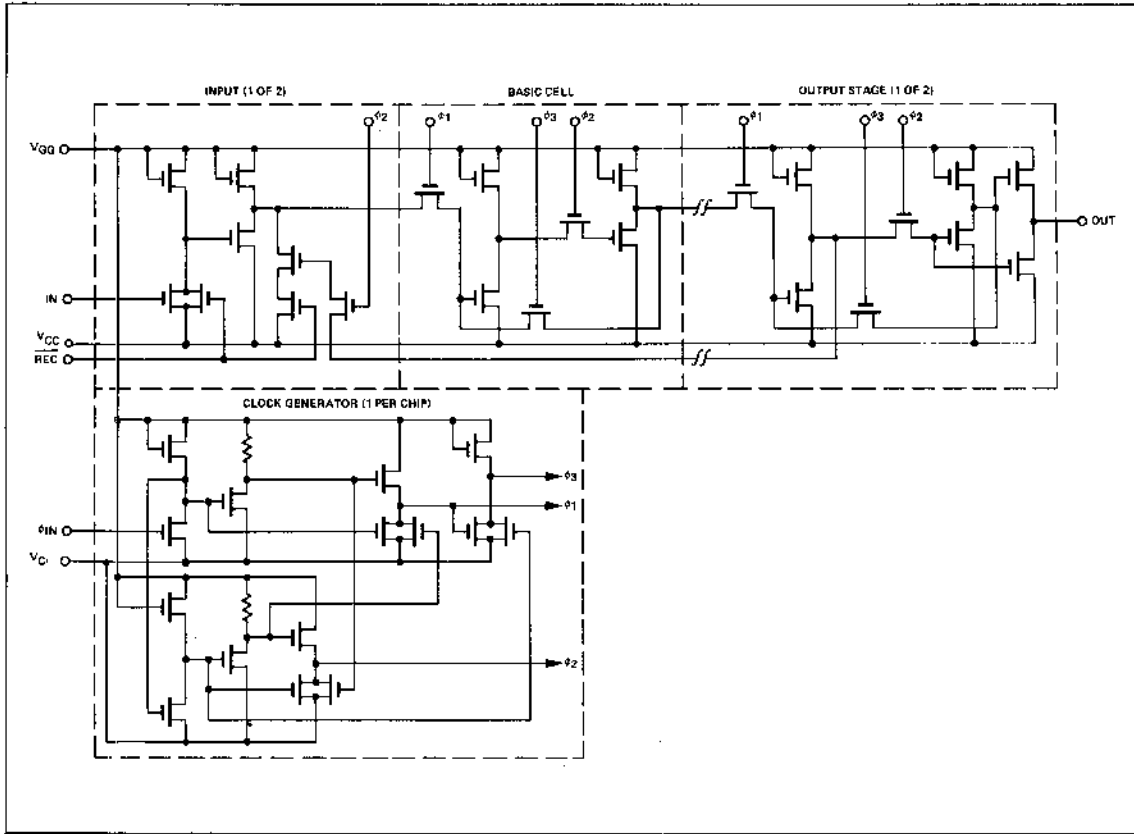 INPUT (1 OF 2)
BASIC CELL
OUTPUT STAGE (1 OF 2)
ϕ2
ϕ1
ϕ3
ϕ2
ϕ1
ϕ3
ϕ2
VGG
OUT
IN
VCC
REC
CLOCK GENERATOR (1 PER CHIP)
ϕ3
ϕ1
ϕIN
ϕ2